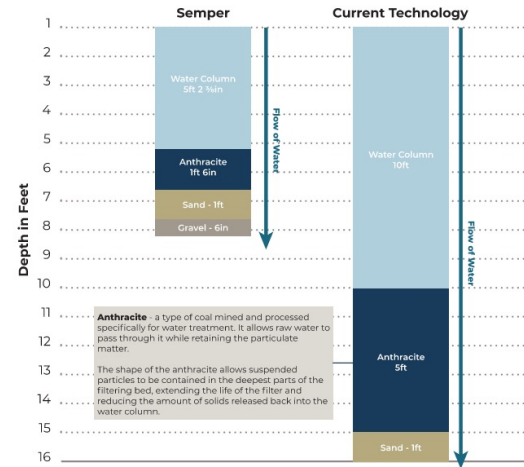 Semper
Current Technology
Depth in Feet
1
2
3
4
5
6
7
8
9
10
11
12
13
14
15
16
Water Column
5ft 2 ⅜in
Anthracite
1ft 6in
Sand - 1ft
Gravel - 6in
Flow of Water
Water Column
10ft
Anthracite
5ft
Sand - 1ft
Flow of Water
Anthracite - a type of coal mined and processed
specifically for water treatment. It allows raw water to
pass through it while retaining the particulate
matter.
The shape of the anthracite allows suspended
particles to be contained in the deepest parts of the
filtering bed, extending the life of the filter and
reducing the amount of solids released back into the
water column.